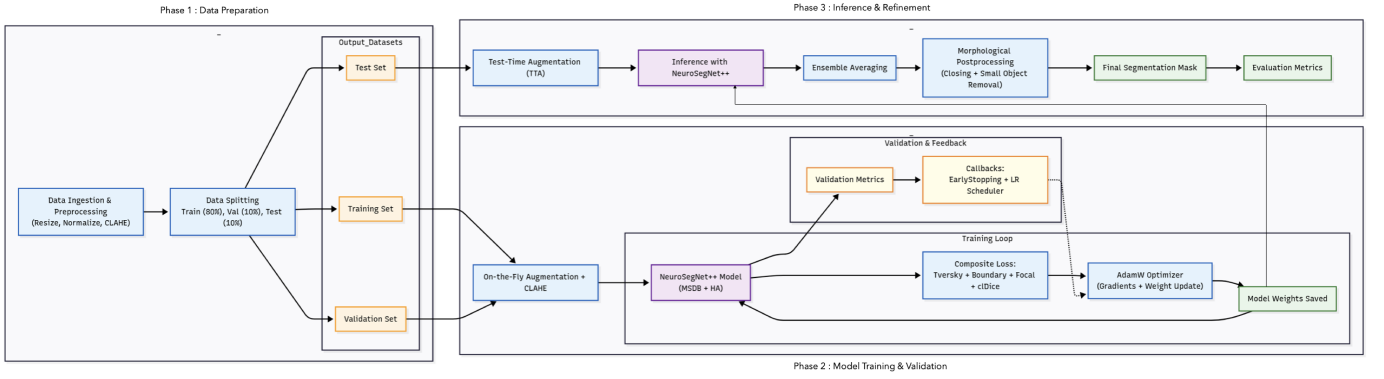 Phase 1 : Data Preparation
Output_Datasets
Data Ingestion &
Preprocessing
(Resize, Normalize, CLAHE)
Data Splitting
Train (80%), Val (10%), Test
(10%)
Test Set
Training Set
Validation Set
Phase 3 : Inference & Refinement
Test-Time Augmentation
(TTA)
Inference with
NeuroSegNet++
Ensemble Averaging
Morphological
Postprocessing
(Closing + Small Object
Removal)
Final Segmentation Mask
Evaluation Metrics
Validation & Feedback
Validation Metrics
Callbacks:
EarlyStopping + LR
Scheduler
Training Loop
On-the-Fly Augmentation +
CLAHE
NeuroSegNet++ Model
(MSDB + HA)
Composite Loss:
Tversky + Boundary + Focal
+ clDice
AdamW Optimizer
(Gradients + Weight Update)
Model Weights Saved
Phase 2 : Model Training & Validation